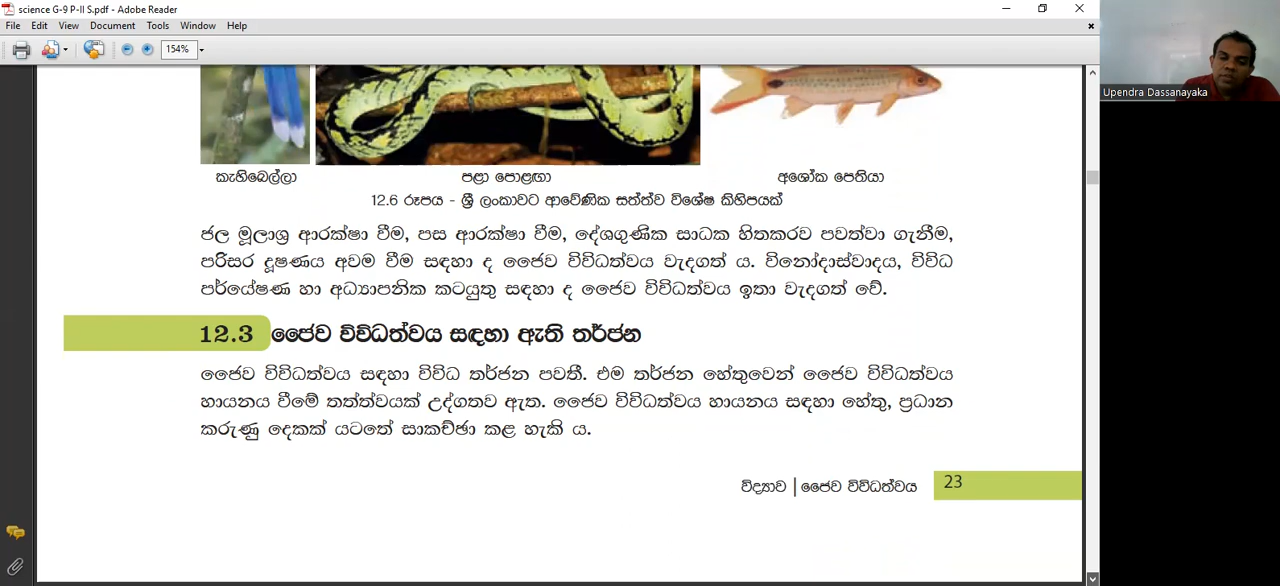 science G-9 P-II S.pdf - Adobe Reader
File Edit View Document Tools Window Help
154%
Upendra Dassanayaka
කැහිබෙල්ලා පළා පොළඟා අශෝක පෙතියා
12.6 රූපය - ශ්‍රී ලංකාවට ආවේණික සත්ත්ව විශේෂ කිහිපයක්
ජල මූලාශ්‍ර ආරක්ෂා වීම, පස ආරක්ෂා වීම, දේශගුණික සාධක හිතකරව පවත්වා ගැනීම,
පරිසර දූෂණය අවම වීම සඳහා ද ජෛව විවිධත්වය වැදගත් ය. විනෝදාස්වාදය, විවිධ
පර්යේෂණ හා අධ්‍යාපනික කටයුතු සඳහා ද ජෛව විවිධත්වය ඉතා වැදගත් වේ.
12.3 ජෛව විවිධත්වය සඳහා ඇති තර්ජන
ජෛව විවිධත්වය සඳහා විවිධ තර්ජන පවතී. එම තර්ජන හේතුවෙන් ජෛව විවිධත්වය
හායනය වීමේ තත්ත්වයක් උද්ගතව ඇත. ජෛව විවිධත්වය හායනය සඳහා හේතු, ප්‍රධාන
කරුණු දෙකක් යටතේ සාකච්ඡා කළ හැකි ය.
විද්‍යාව | ජෛව විවිධත්වය 23